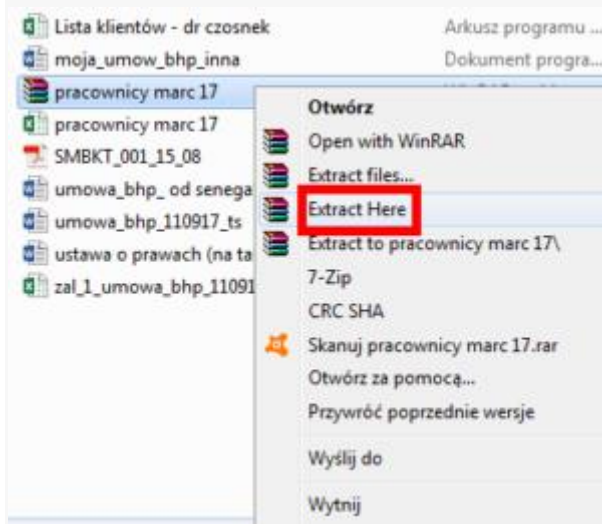 Lista klientów - dr czosnek
Arkusz programu ...
moja_umow_bhp_inna
Dokument progra...
pracownicy marc 17
pracownicy marc 17
SMBKT_001_15_08
umowa_bhp_ od senega
umowa_bhp_110917_ts
ustawa o prawach (na ta
zal_1_umowa_bhp_11091
Otwórz
Open with WinRAR
Extract files...
Extract Here
Extract to pracownicy marc 17\
7-Zip
CRC SHA
Skanuj pracownicy marc 17.rar
Otwórz za pomocą...
Przywróć poprzednie wersje
Wyślij do
Wytnij